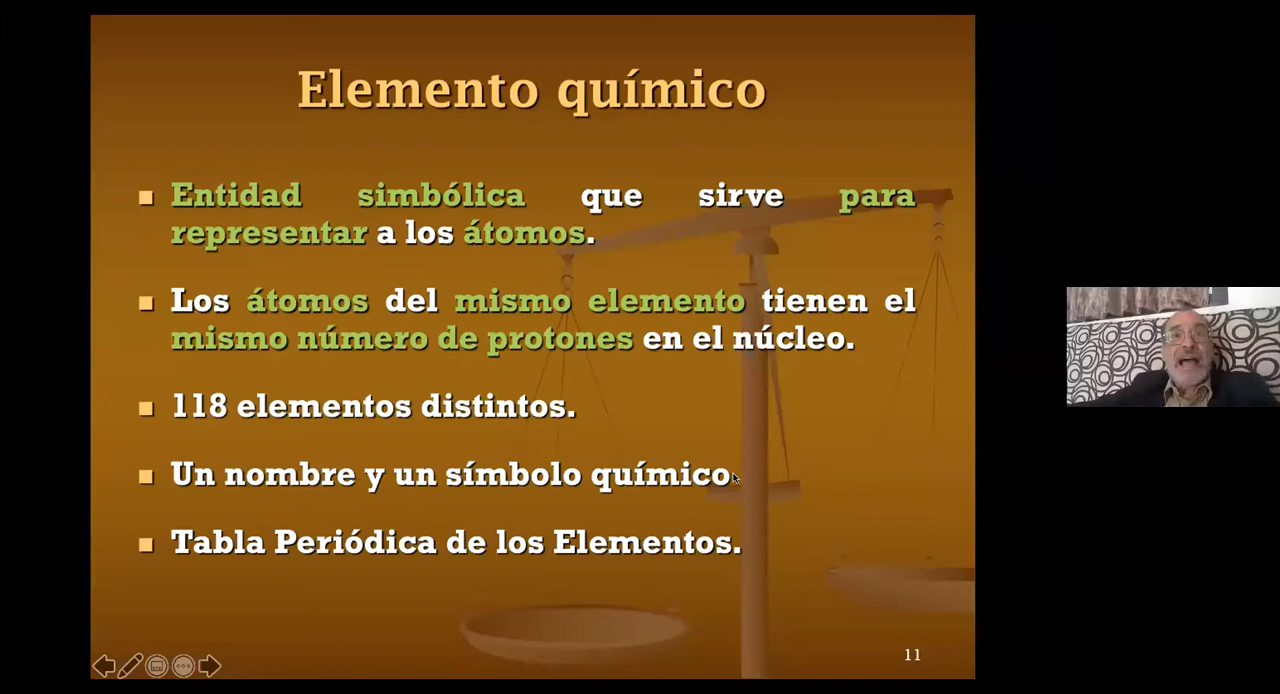 Elemento químico
Entidad simbólica que sirve para
representar a los átomos.
Los átomos del mismo elemento tienen el
mismo número de protones en el núcleo.
118 elementos distintos.
Un nombre y un símbolo químico.
Tabla Periódica de los Elementos.
11